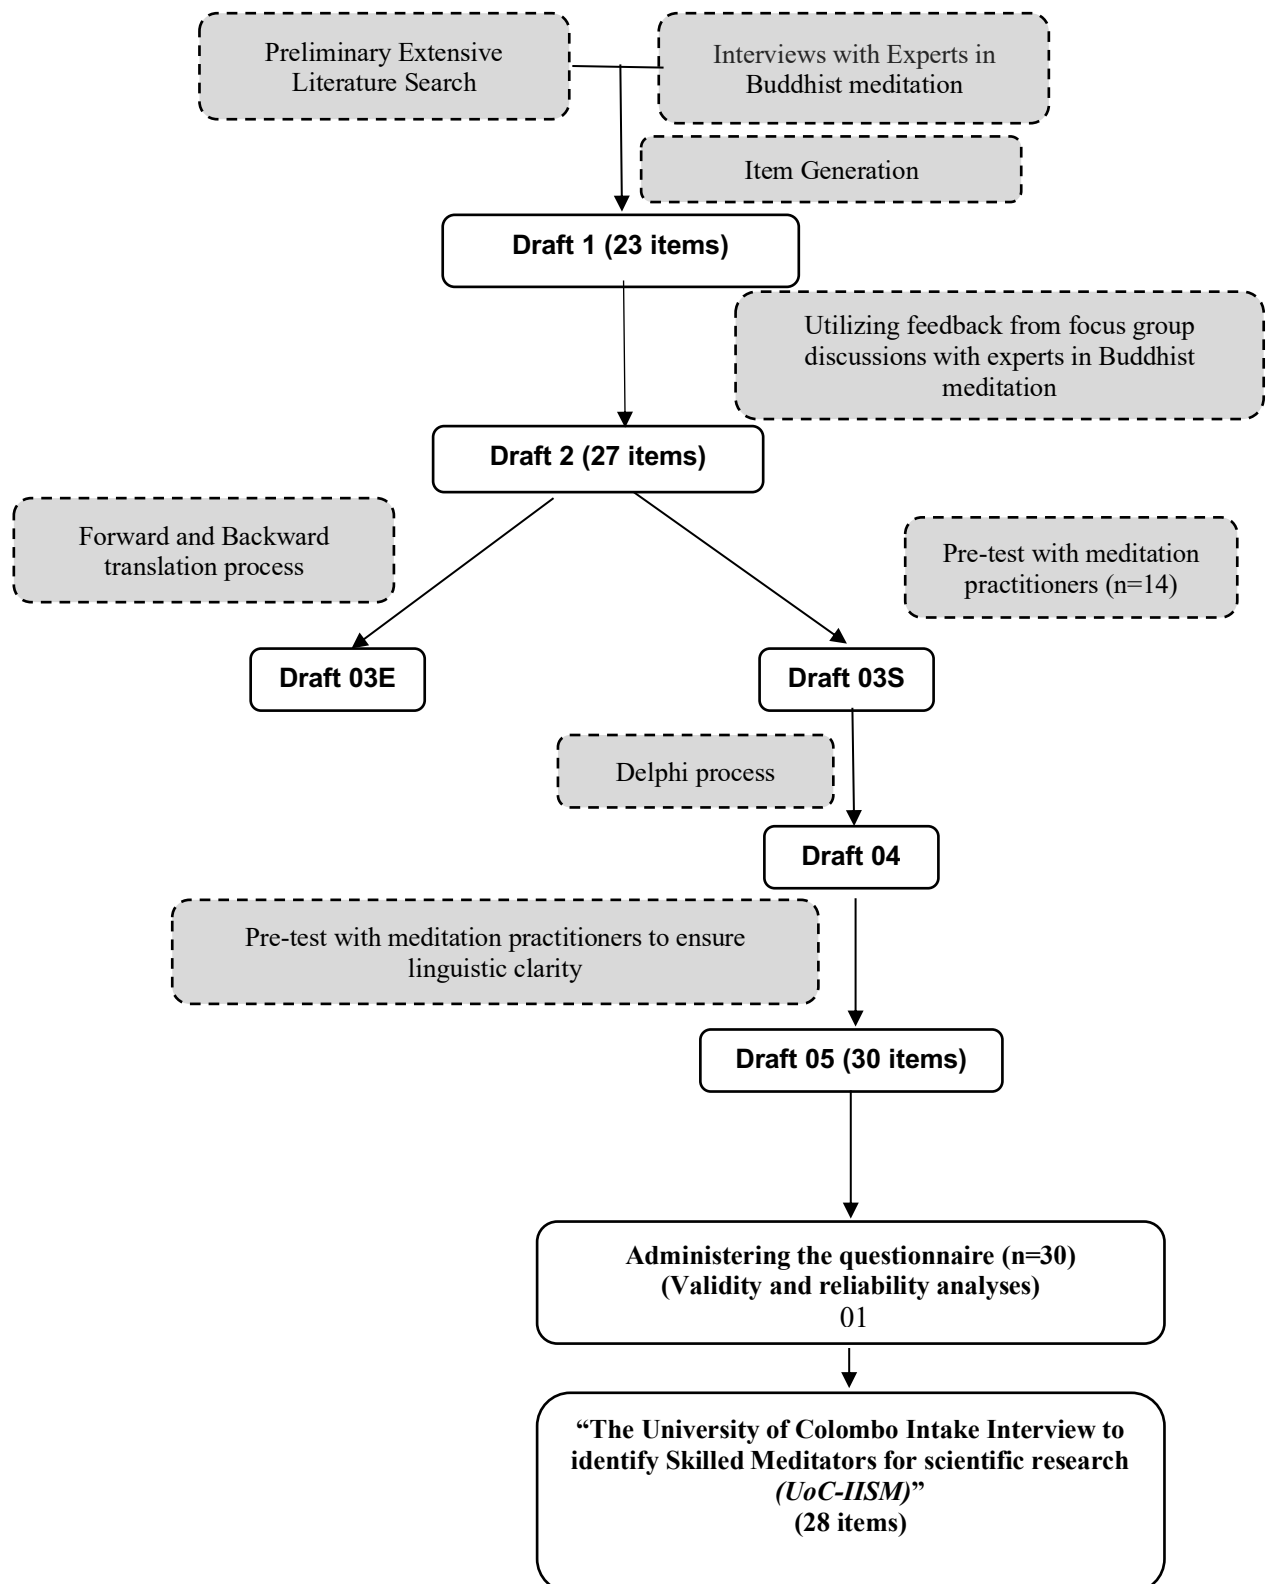 Preliminary Extensive
Literature Search
Interviews with Experts in
Buddhist meditation
Item Generation
Draft 1 (23 items)
Utilizing feedback from focus group
discussions with experts in Buddhist
meditation
Draft 2 (27 items)
Forward and Backward
translation process
Pre-test with meditation
practitioners (n=14)
Draft 03E
Draft 03S
Delphi process
Draft 04
Pre-test with meditation practitioners to ensure
linguistic clarity
Draft 05 (30 items)
Administering the questionnaire (n=30)
(Validity and reliability analyses)
01
“The University of Colombo Intake Interview to
identify Skilled Meditators for scientific research
(UoC-IISM)”
(28 items)